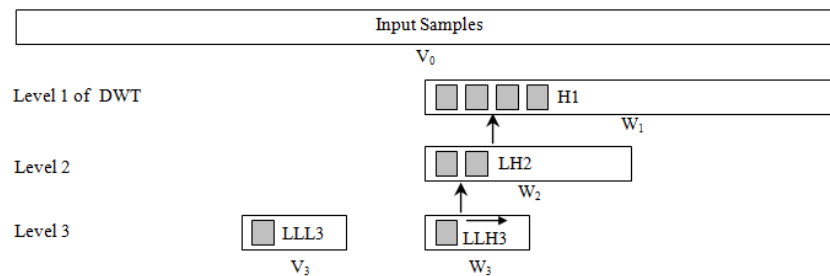 Input Samples
V0
Level 1 of DWT
H1
W1
Level 2
LH2
W2
Level 3
LLL3
LLH3
V3
W3